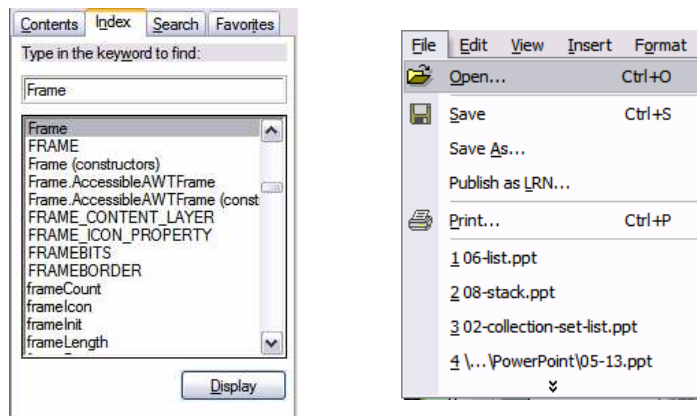 Contents Index Search Favorites
Type in the keyword to find:
Frame
Frame
FRAME
Frame (constructors)
Frame.AccessibleAWTFrame
Frame.AccessibleAWTFrame (const
FRAME_CONTENT_LAYER
FRAME_ICON_PROPERTY
FRAMEBITS
FRAMEBORDER
frameCount
frameIcon
frameInit
frameLength
Display
File Edit View Insert Format
Open... Ctrl+O
Save Ctrl+S
Save As...
Publish as LRN...
Print... Ctrl+P
1 06-list.ppt
2 08-stack.ppt
3 02-collection-set-list.ppt
4 \...\PowerPoint\05-13.ppt